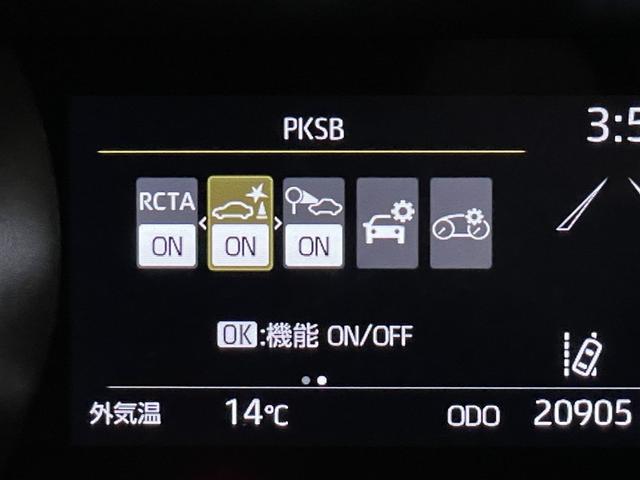 PKSB
3:5
RCTA
ON
ON
ON
OK:機能 ON/OFF
外気温 14℃ ODO 20905